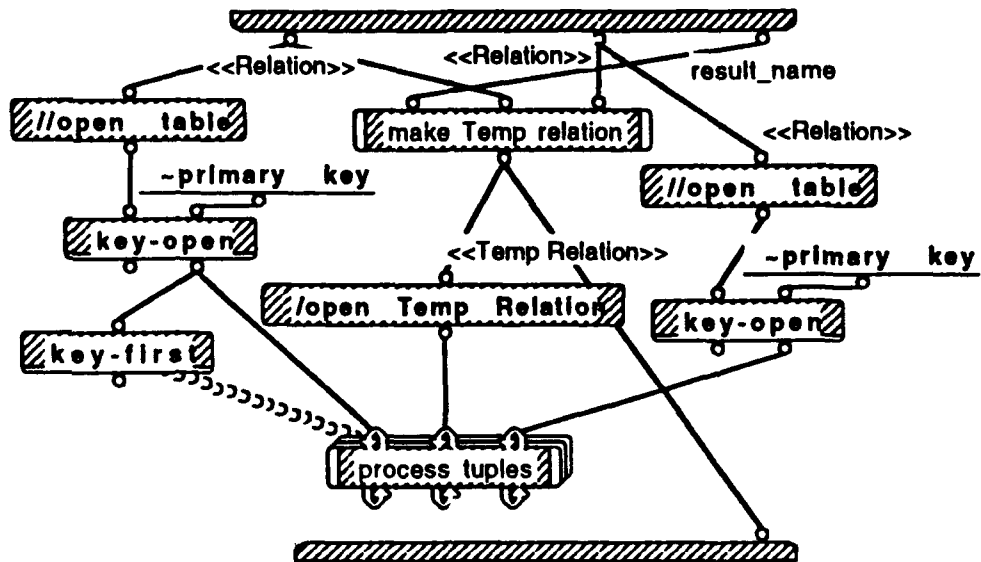 <<Relation>>
<<Relation>>
result_name
//open table
make Temp relation
<<Relation>>
~primary key
//open table
key-open
<<Temp Relation>>
~primary key
/open Temp Relation
key-open
key-first
process tuples